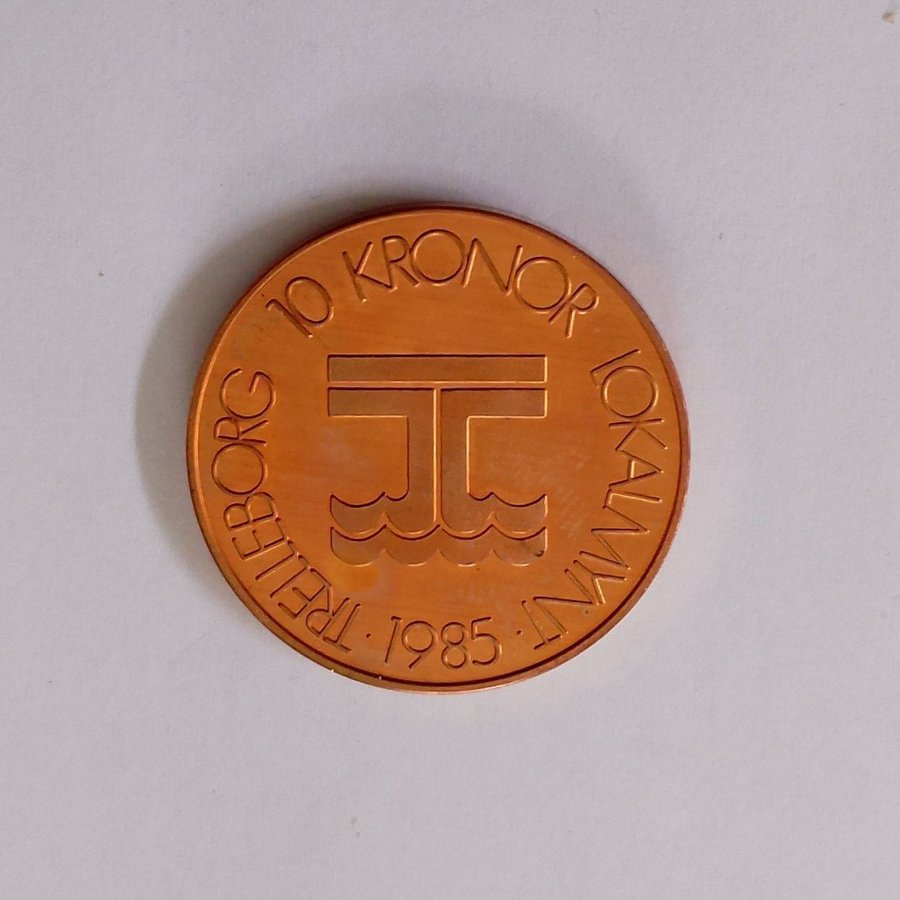 TRELLEBORG 10 KRONOR LOKALMYNT
· 1985 ·